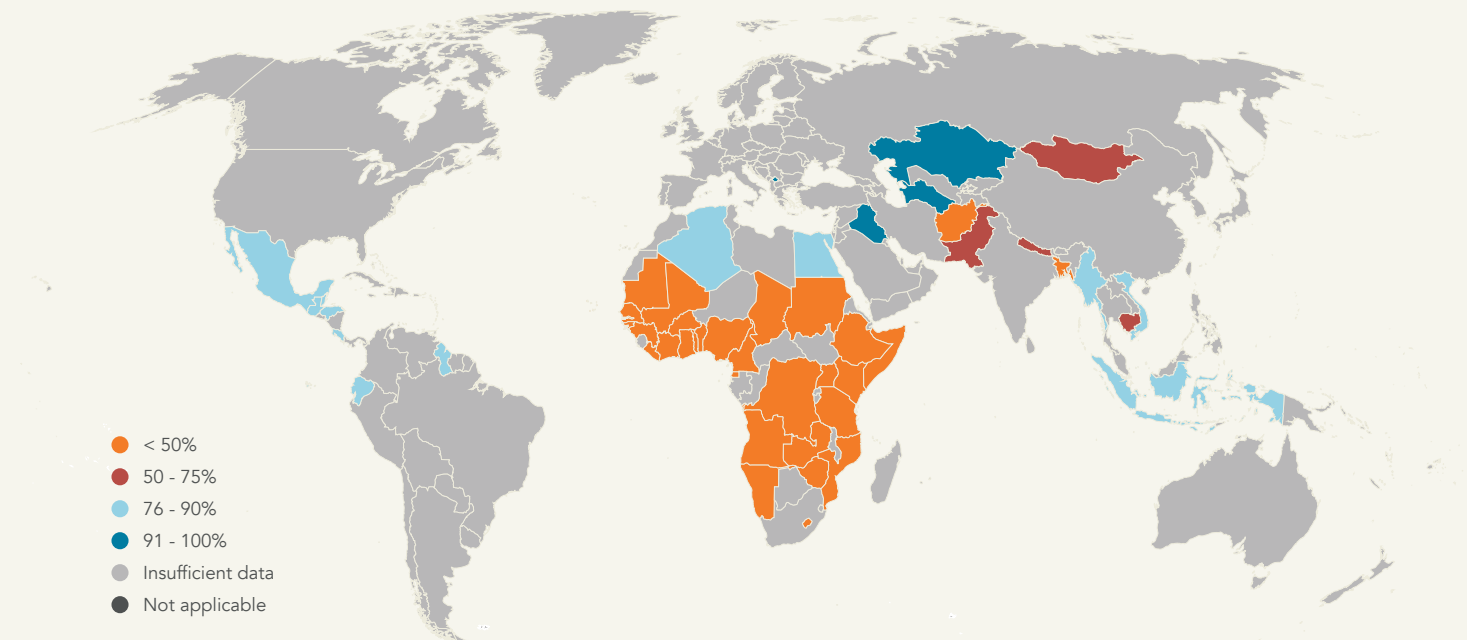 < 50%
50 - 75%
76 - 90%
91 - 100%
Insufficient data
Not applicable